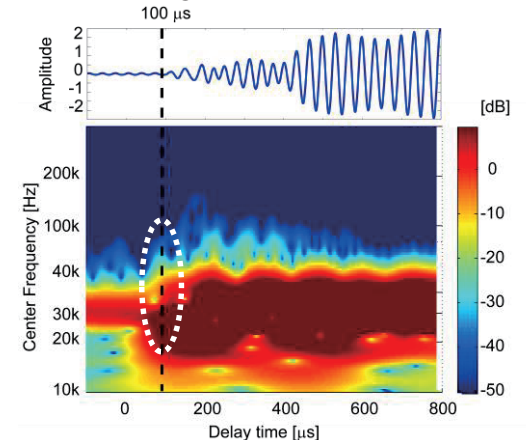 100 μs
Amplitude
2
1
0
-1
-2
[dB]
0
-10
-20
-30
-40
-50
Center Frequency [Hz]
200k
100k
40k
30k
20k
10k
0
200
400
600
800
Delay time [μs]